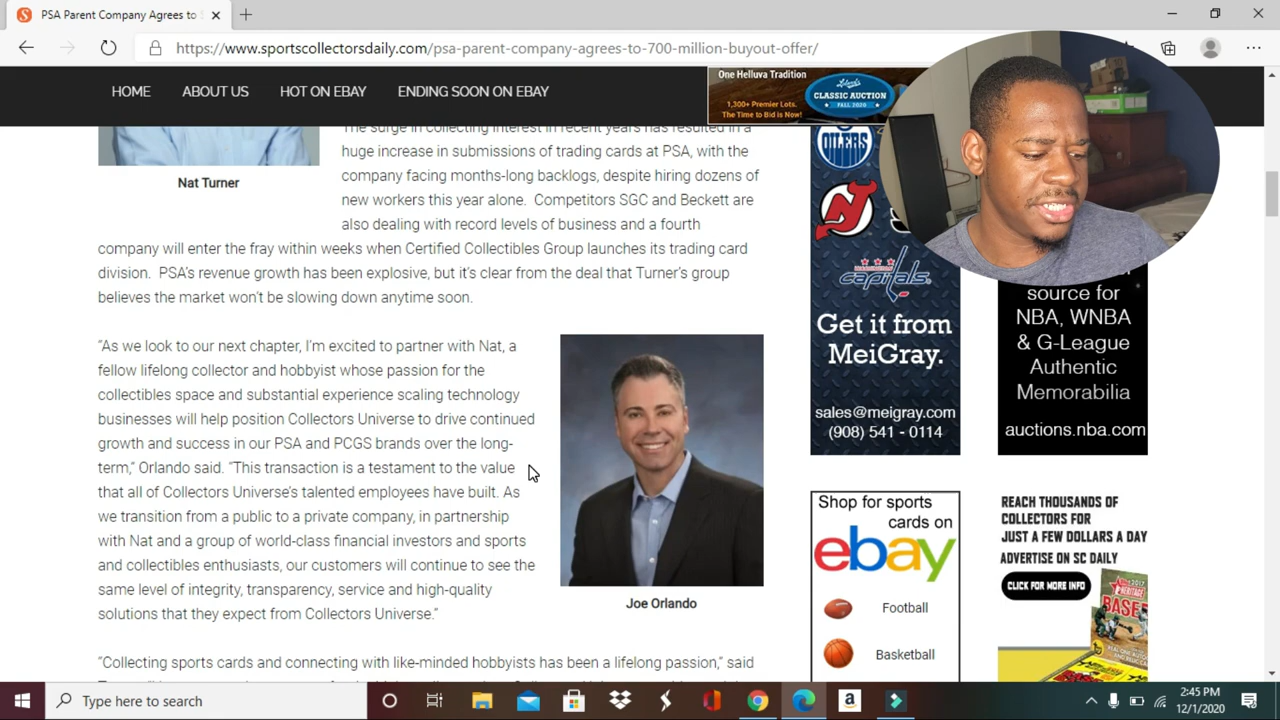 PSA Parent Company Agrees to
https://www.sportscollectorsdaily.com/psa-parent-company-agrees-to-700-million-buyout-offer/
HOME
ABOUT US
HOT ON EBAY
ENDING SOON ON EBAY
One Helluva Tradition
1,300+ Premier Lots.
The Time to Bid is Now!
CLASSIC AUCTION
FALL 2020
The surge in collecting interest in recent years has resulted in a
huge increase in submissions of trading cards at PSA, with the
company facing months-long backlogs, despite hiring dozens of
new workers this year alone. Competitors SGC and Beckett are
also dealing with record levels of business and a fourth
company will enter the fray within weeks when Certified Collectibles Group launches its trading card
division. PSA's revenue growth has been explosive, but it's clear from the deal that Turner's group
believes the market won't be slowing down anytime soon.
Nat Turner
“As we look to our next chapter, I'm excited to partner with Nat, a
fellow lifelong collector and hobbyist whose passion for the
collectibles space and substantial experience scaling technology
businesses will help position Collectors Universe to drive continued
growth and success in our PSA and PCGS brands over the long-
term,” Orlando said. “This transaction is a testament to the value
that all of Collectors Universe's talented employees have built. As
we transition from a public to a private company, in partnership
with Nat and a group of world-class financial investors and sports
and collectibles enthusiasts, our customers will continue to see the
same level of integrity, transparency, service and high-quality
solutions that they expect from Collectors Universe.”
Joe Orlando
“Collecting sports cards and connecting with like-minded hobbyists has been a lifelong passion,” said
OILERS
capitals
Get it from
MeiGray.
sales@meigray.com
(908) 541 - 0114
source for
NBA, WNBA
& G-League
Authentic
Memorabilia
auctions.nba.com
Shop for sports
cards on
ebay
Football
Basketball
REACH THOUSANDS OF
COLLECTORS FOR
JUST A FEW DOLLARS A DAY
ADVERTISE ON SC DAILY
CLICK FOR MORE INFO
2017
HERITAGE
BASE
Type here to search
2:45 PM
12/1/2020